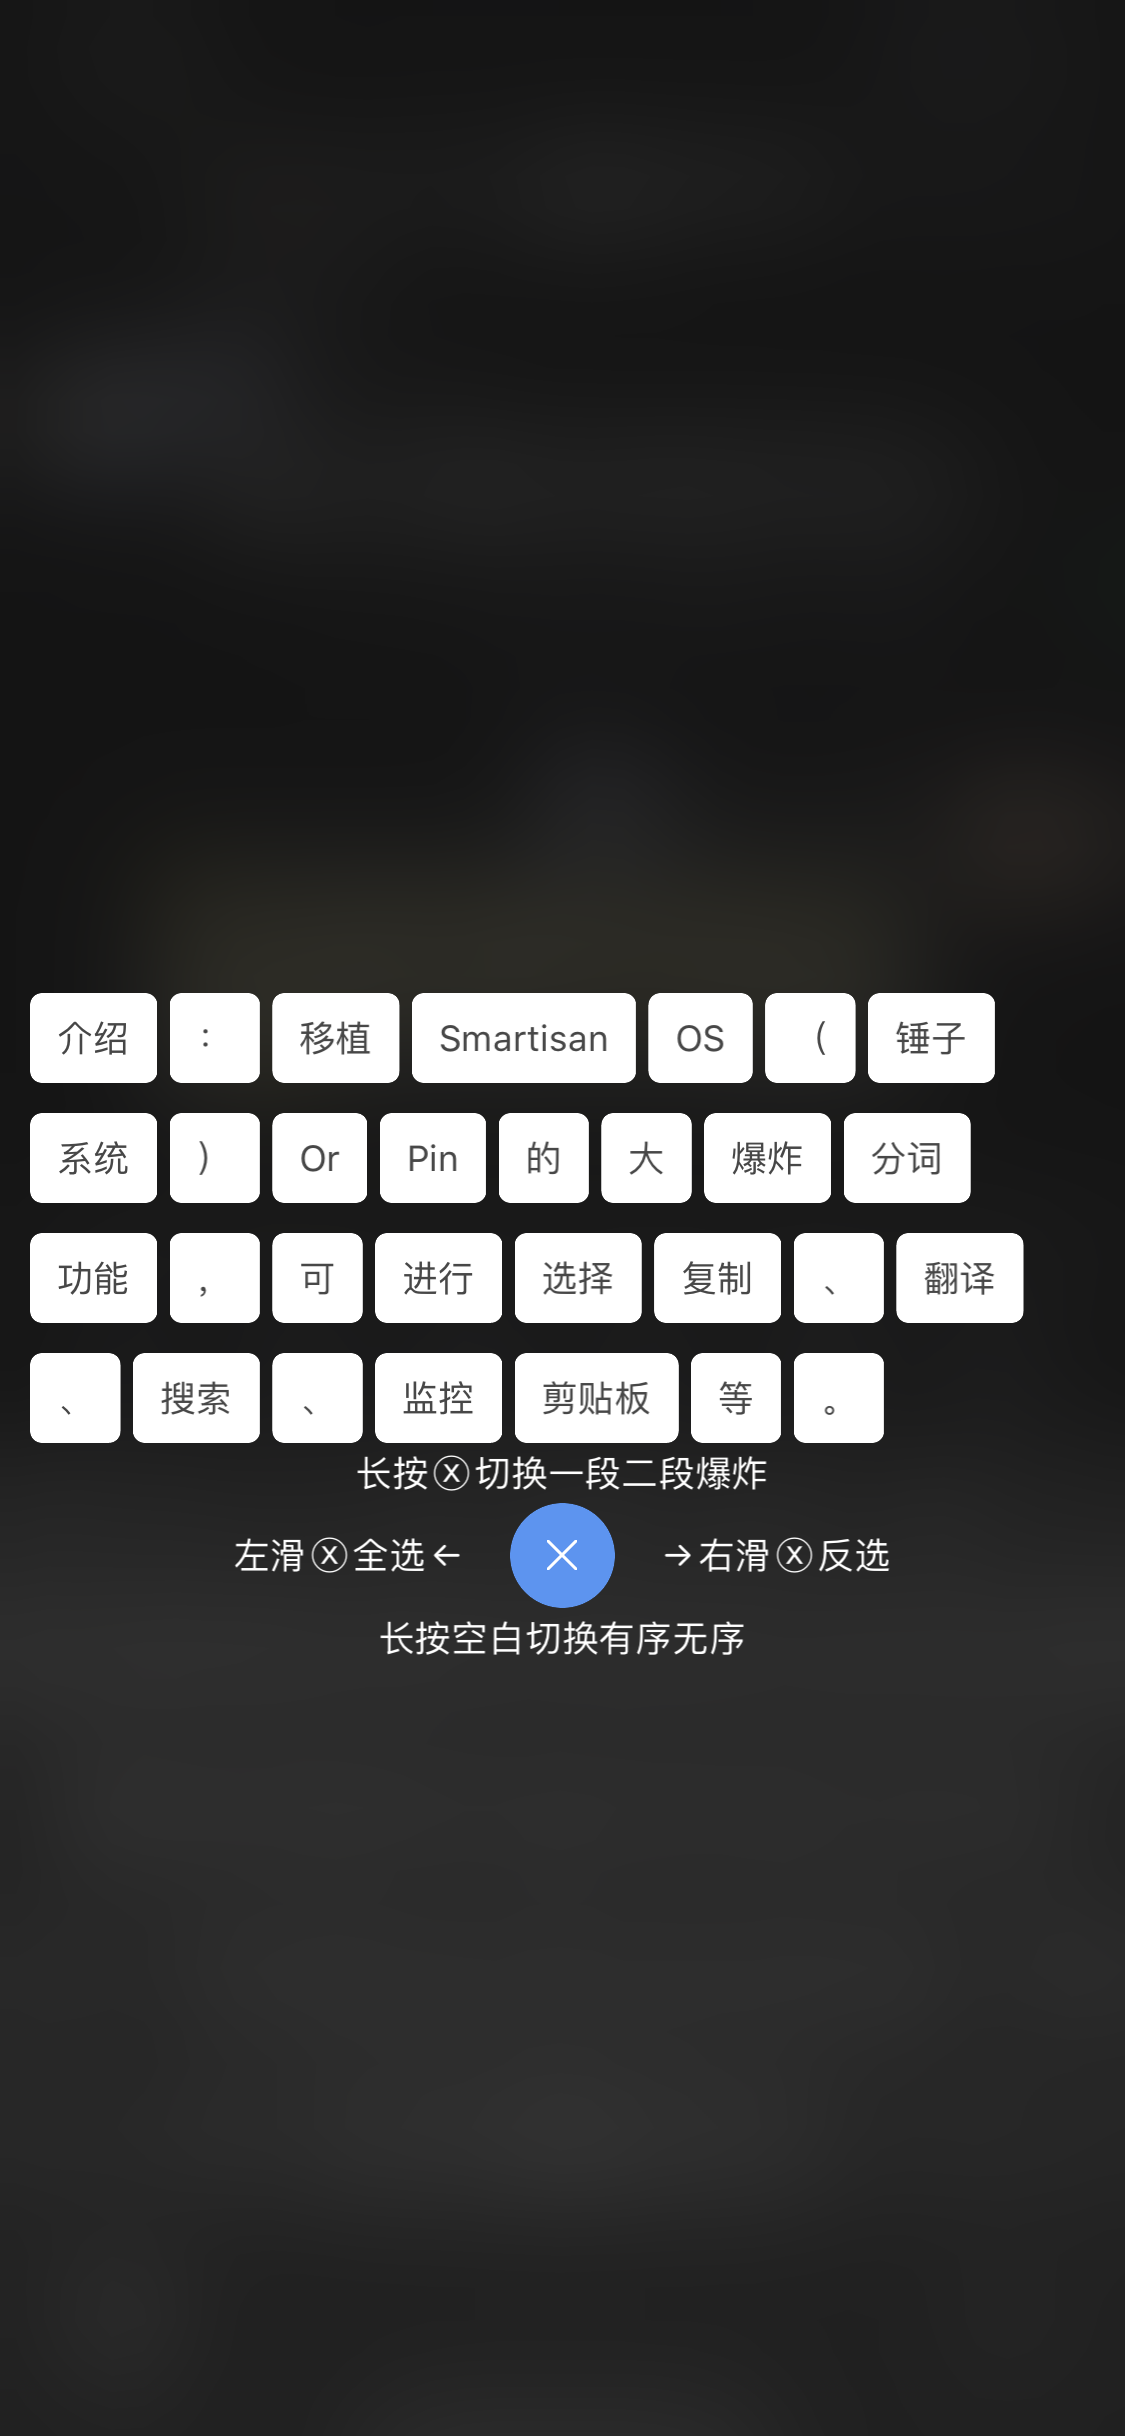 介绍 ： 移植 Smartisan OS （ 锤子
系统 ） Or Pin 的 大 爆炸 分词
功能 ， 可 进行 选择 复制 、 翻译
、 搜索 、 监控 剪贴板 等 。
长按ⓧ切换一段二段爆炸
左滑ⓧ全选← →右滑ⓧ反选
长按空白切换有序无序